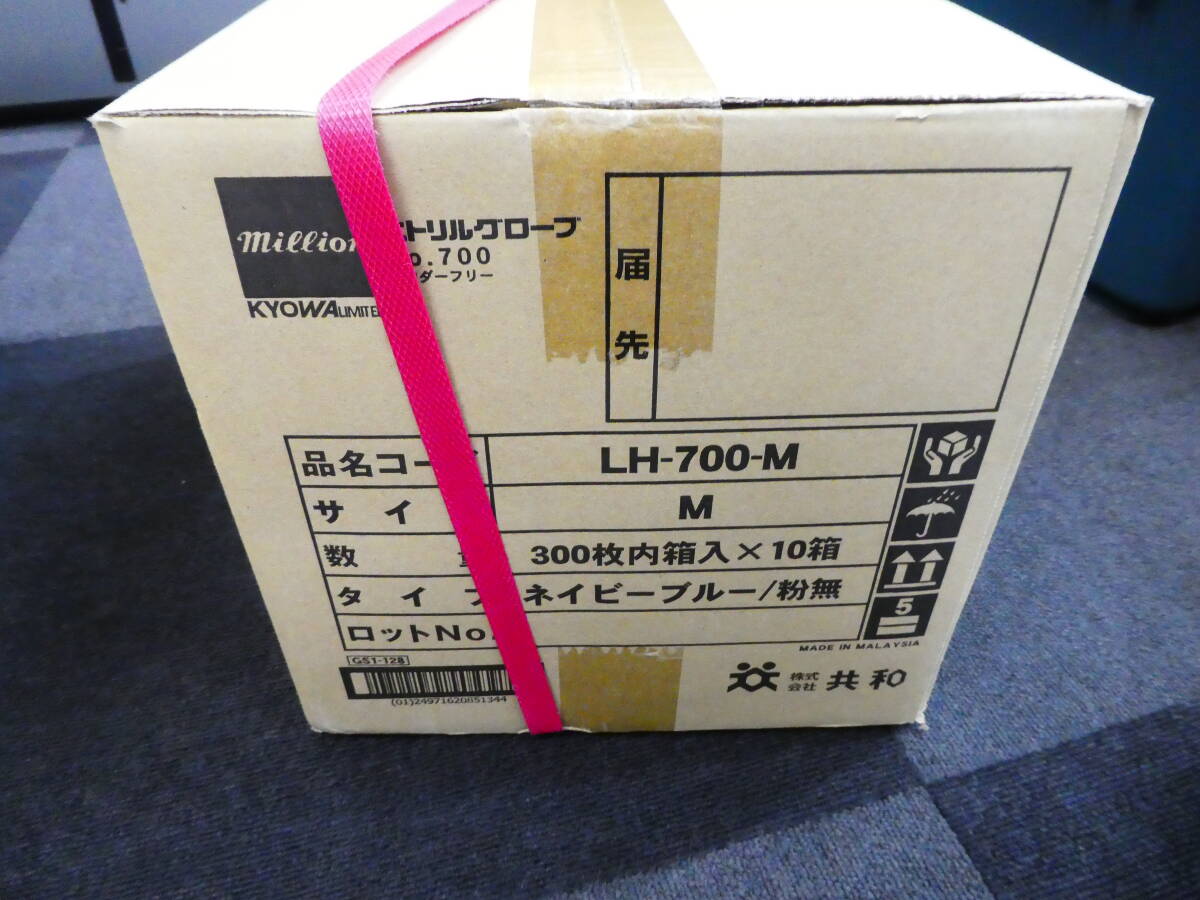 million
トリルグローブ
o.700
ダーフリー
KYOWA LIMITE
届先
品名コー LH-700-M
サイ M
数 300枚内箱入×10箱
タイプ ネイビーブルー/粉無
ロットNo.
5
MADE IN MALAYSIA
GS1-128
(01)24971620851344
株式会社 共和